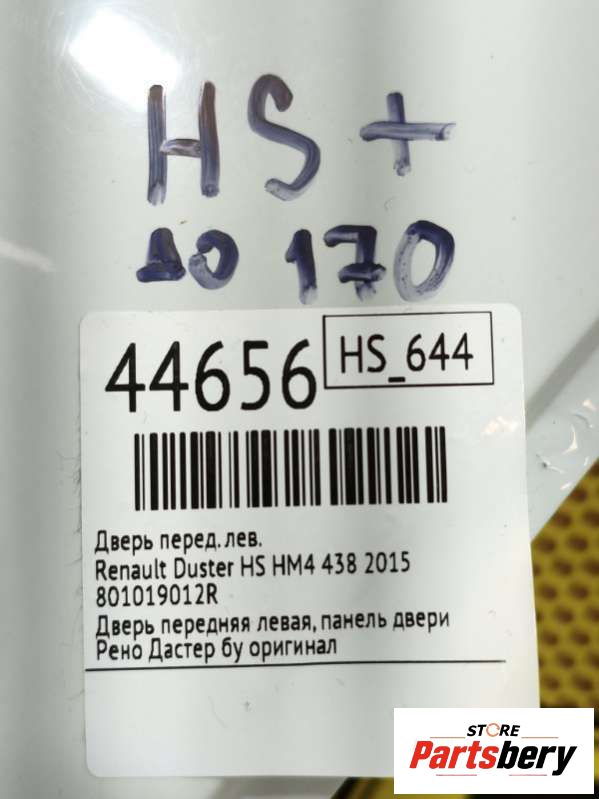 HS+
10 170
44656
HS_644
Дверь перед. лев.
Renault Duster HS HM4 438 2015
801019012R
Дверь передняя левая, панель двери
Рено Дастер бу оригинал
STORE
Partsbery